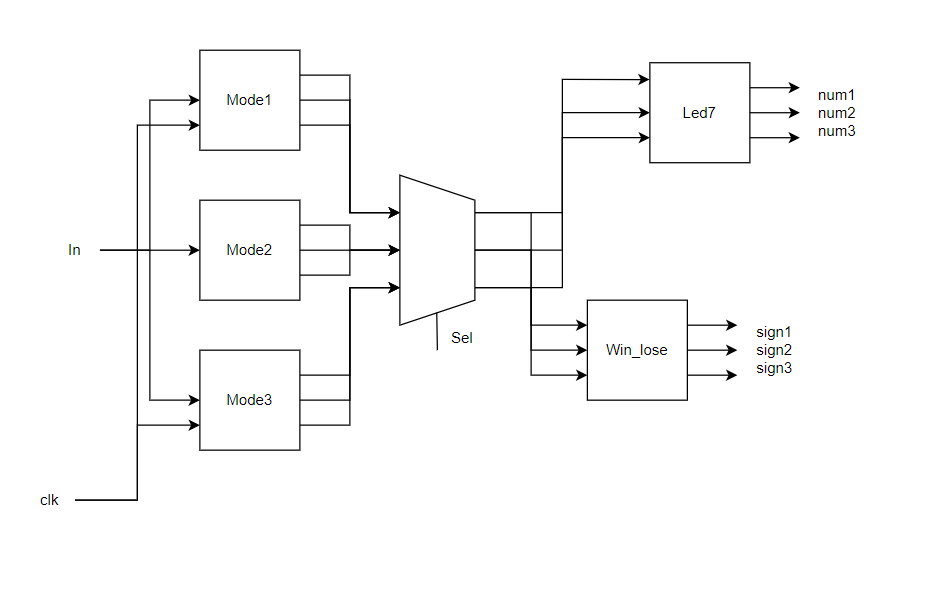 Mode1
Led7
num1
num2
num3
In
Mode2
Sel
Win_lose
sign1
sign2
sign3
Mode3
clk